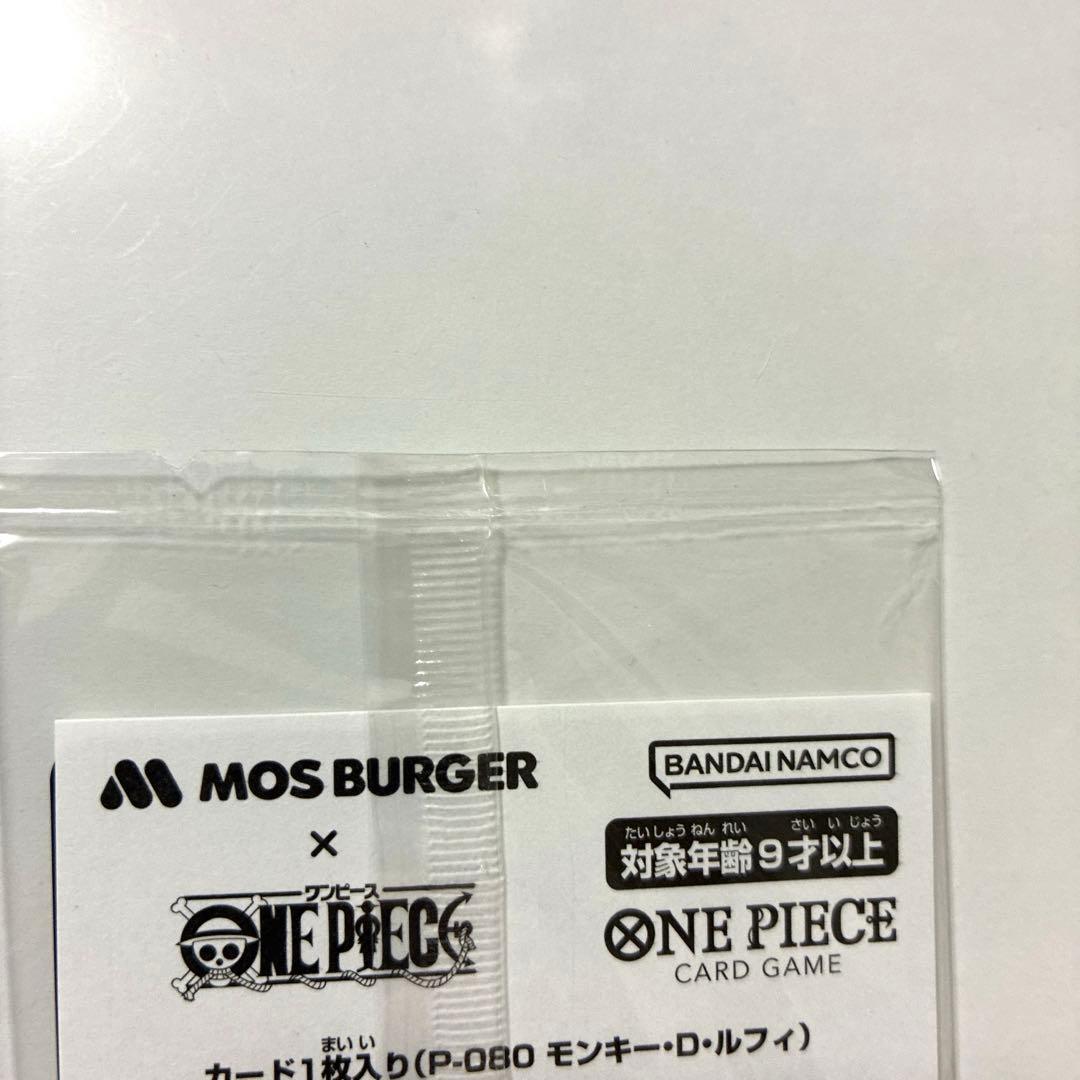 MOS BURGER
×
ワンピース
ONE PIECE
BANDAI NAMCO
たいしょう ねん れい さい い じょう
対象年齢9才以上
ONE PIECE
CARD GAME
まい い
カード1枚入り(P-080 モンキー・D・ルフィ)